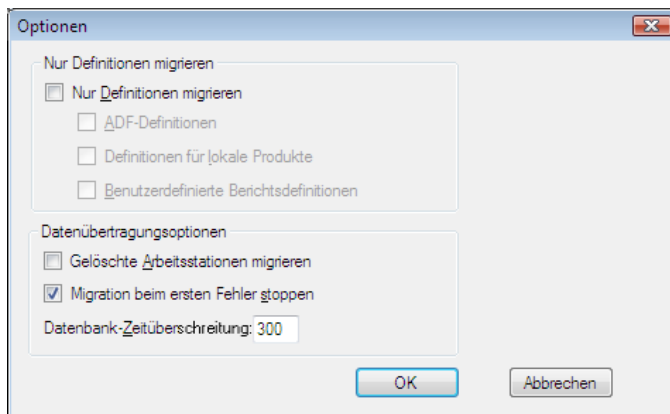 Optionen
Nur Definitionen migrieren
Nur Definitionen migrieren
ADF-Definitionen
Definitionen für lokale Produkte
Benutzerdefinierte Berichtsdefinitionen
Datenübertragungsoptionen
Gelöschte Arbeitsstationen migrieren
Migration beim ersten Fehler stoppen
Datenbank-Zeitüberschreitung: 300
OK Abbrechen